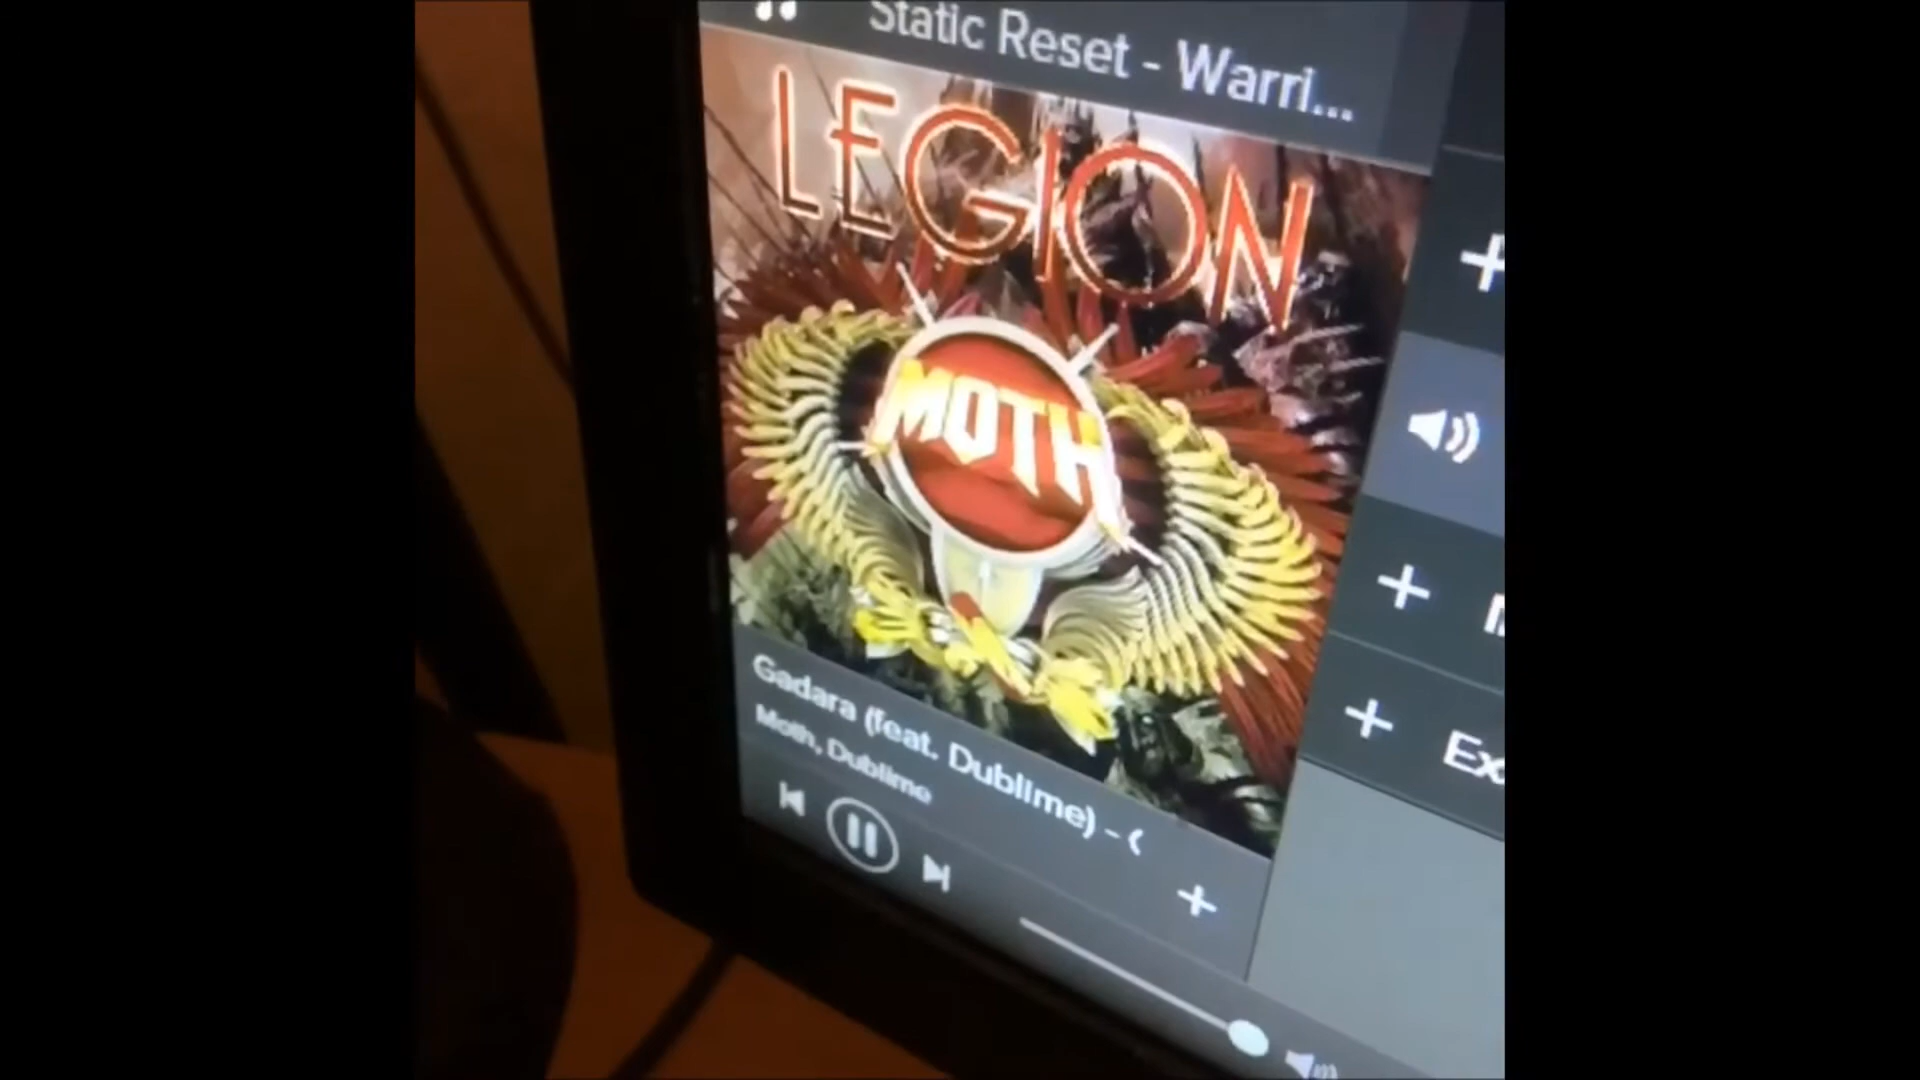 Static Reset - Warri...
LEGION
MOTH
Gadara (feat. Dublime) -
Moth, Dublime
Ex